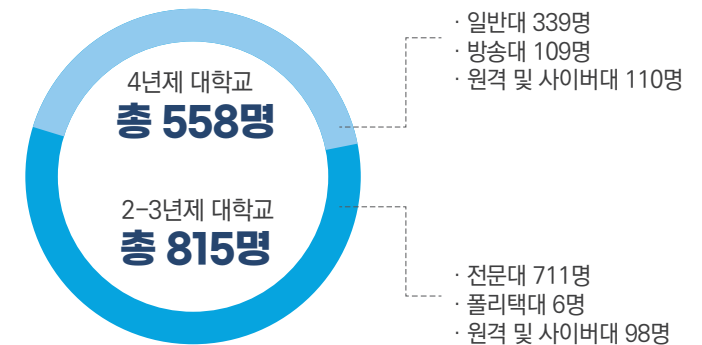 4년제 대학교
총 558명
· 일반대 339명
· 방송대 109명
· 원격 및 사이버대 110명
2-3년제 대학교
총 815명
· 전문대 711명
· 폴리택대 6명
· 원격 및 사이버대 98명